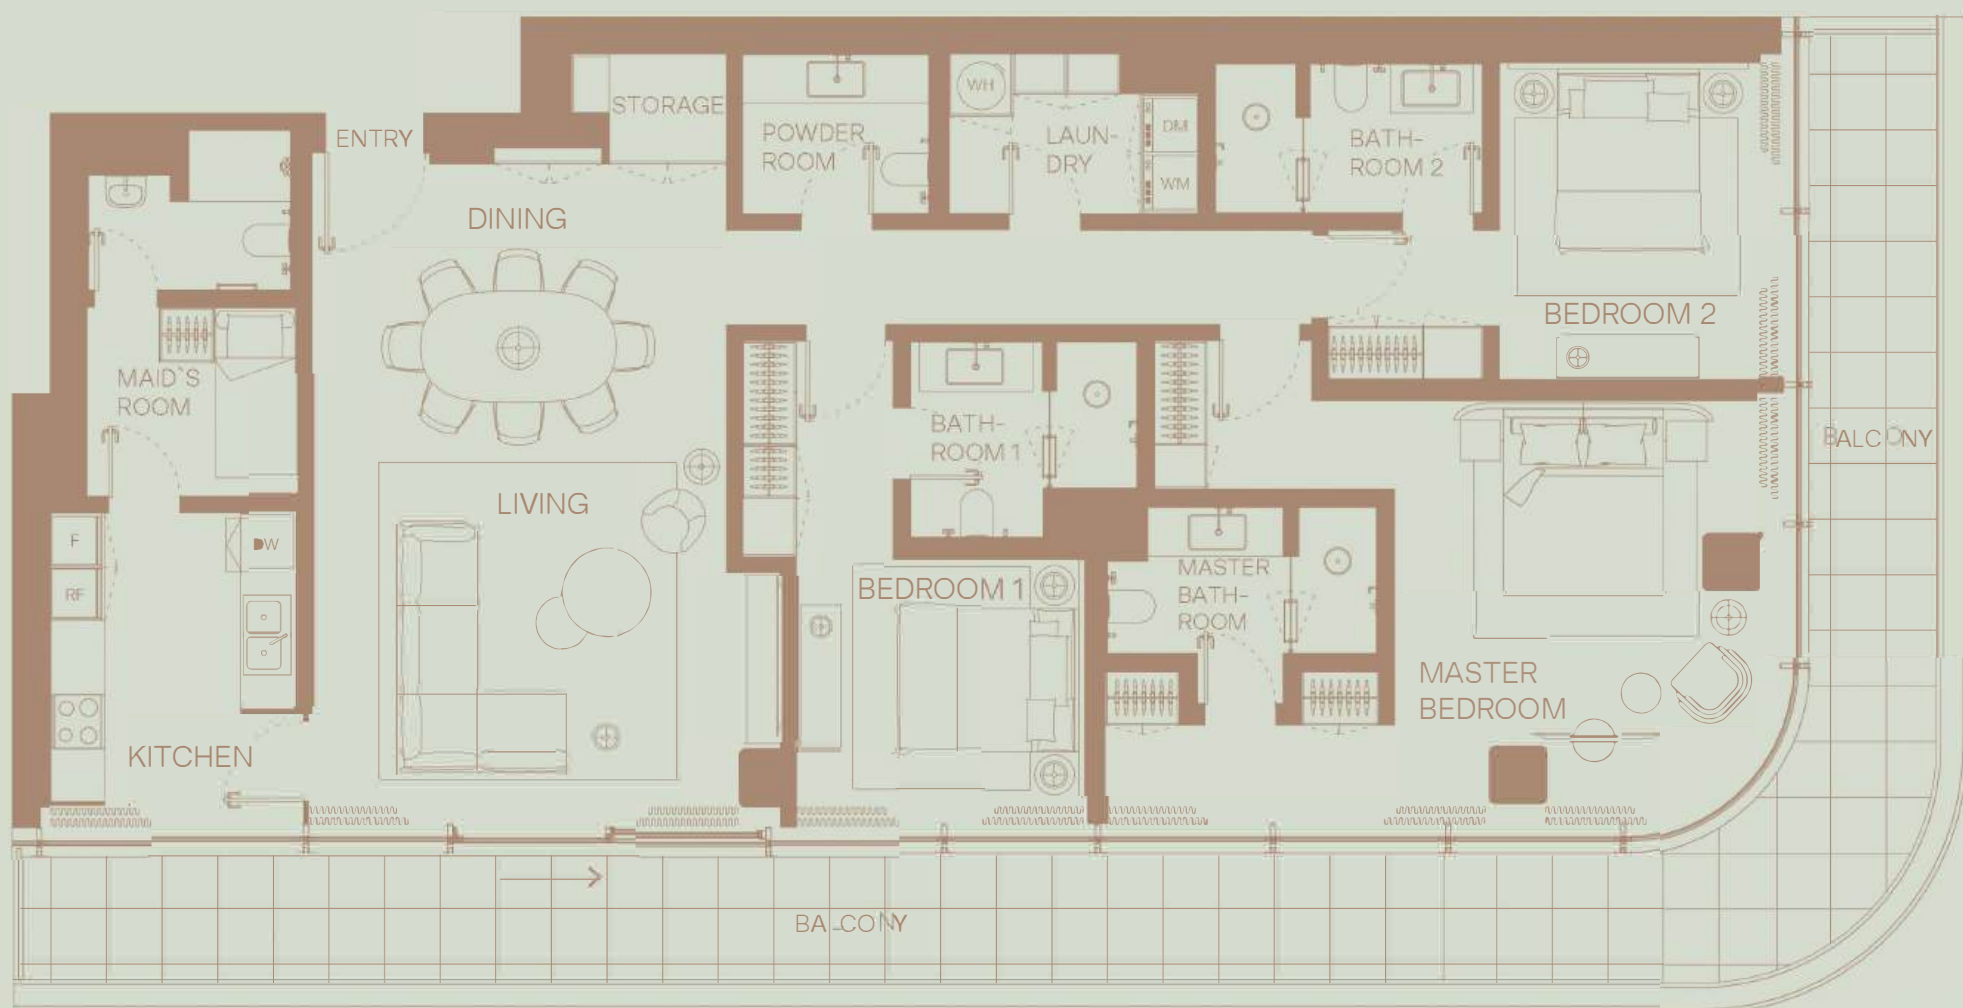 ENTRY
STORAGE
POWDER
ROOM
WH
LAUN-
DRY
DM
WM
BATH-
ROOM 2
DINING
BEDROOM 2
MAID`S
ROOM
BATH-
ROOM 1
BALCONY
LIVING
F
RF
DW
BEDROOM 1
MASTER
BATH-
ROOM
MASTER
BEDROOM
KITCHEN
BALCONY